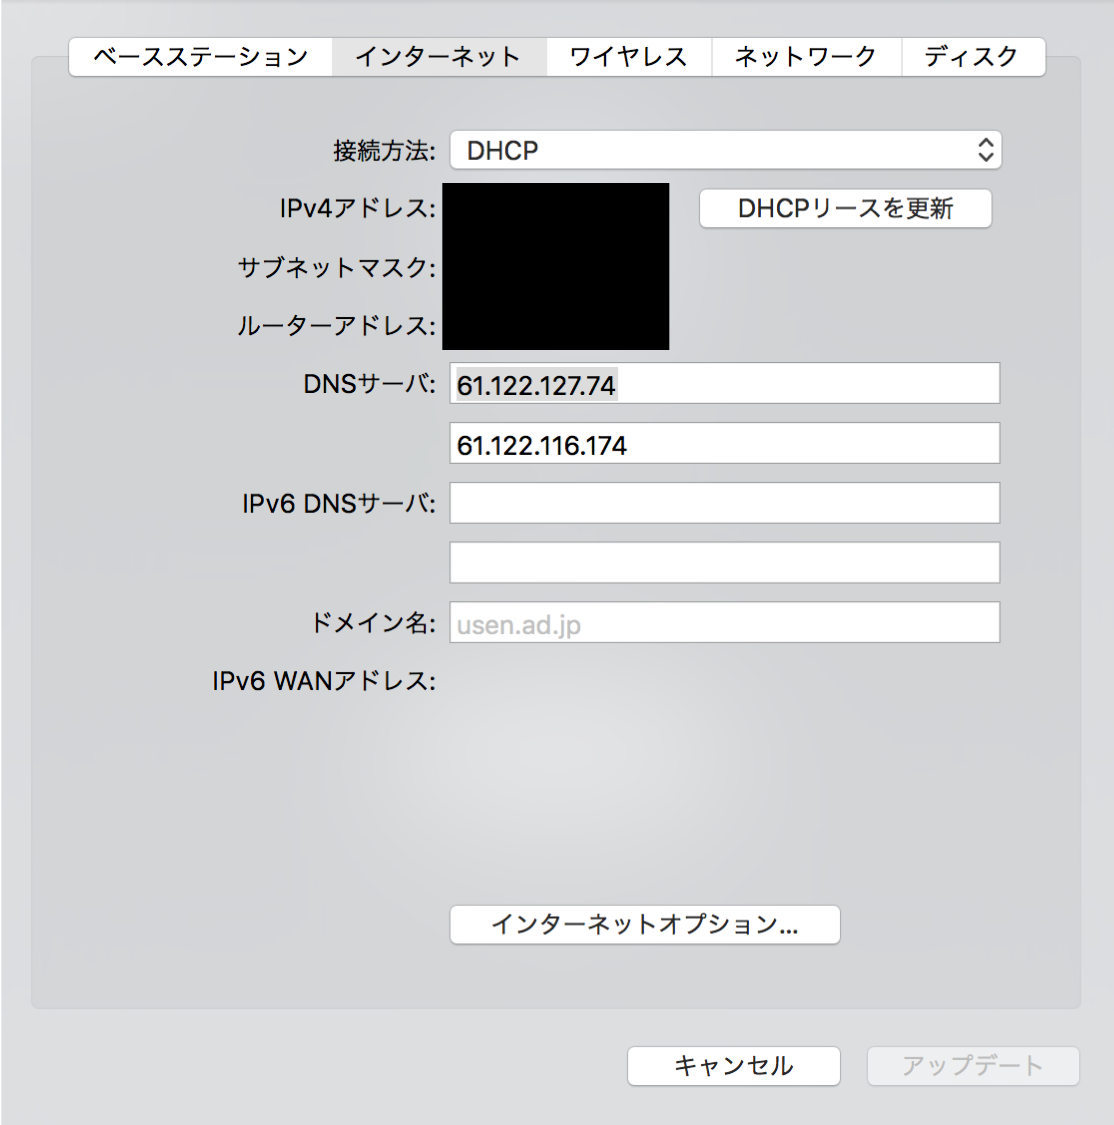 ベースステーション インターネット ワイヤレス ネットワーク ディスク
接続方法: DHCP
IPv4アドレス: DHCPリースを更新
サブネットマスク:
ルーターアドレス:
DNSサーバ: 61.122.127.74
61.122.116.174
IPv6 DNSサーバ:
ドメイン名: usen.ad.jp
IPv6 WANアドレス:
インターネットオプション...
キャンセル アップデート